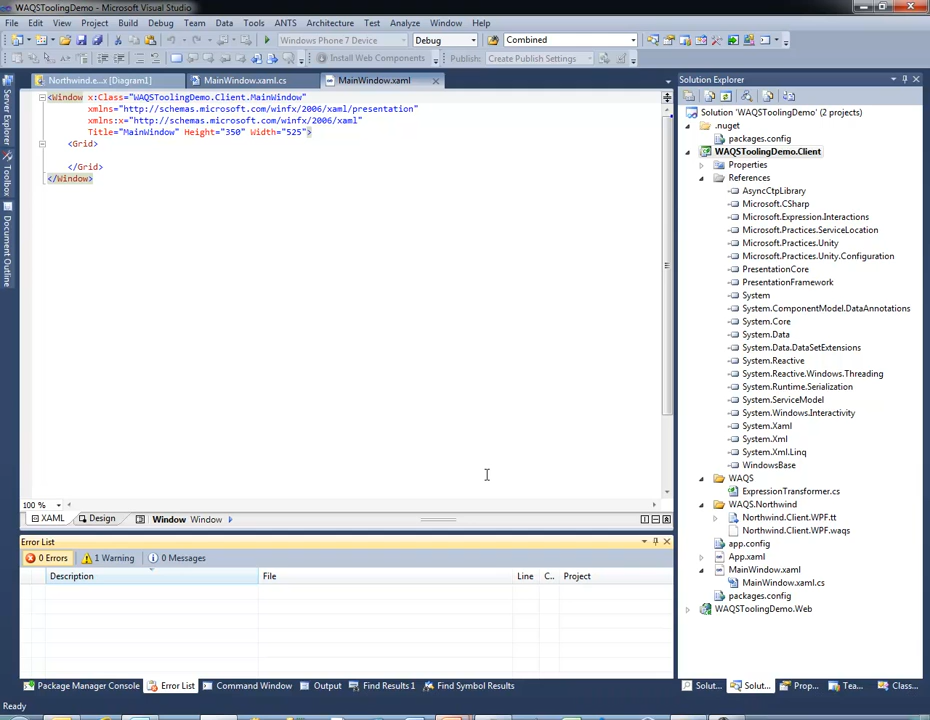 WAQSToolingDemo - Microsoft Visual Studio
File Edit View Project Build Debug Team Data Tools ANTS Architecture Test Analyze Window Help
Windows Phone 7 Device Debug Combined
Install Web Components Publish: Create Publish Settings
Northwind.e...x [Diagram1] MainWindow.xaml.cs MainWindow.xaml
<Window x:Class="WAQSToolingDemo.Client.MainWindow"
xmlns="http://schemas.microsoft.com/winfx/2006/xaml/presentation"
xmlns:x="http://schemas.microsoft.com/winfx/2006/xaml"
Title="MainWindow" Height="350" Width="525">
<Grid>
</Grid>
</Window>
100 %
XAML Design Window Window
Error List
0 Errors 1 Warning 0 Messages
Description File Line C.. Project
Package Manager Console Error List Command Window Output Find Results 1 Find Symbol Results
Ready
Server Explorer
Toolbox
Document Outline
Solution Explorer
Solution 'WAQSToolingDemo' (2 projects)
.nuget
packages.config
WAQSToolingDemo.Client
Properties
References
AsyncCtpLibrary
Microsoft.CSharp
Microsoft.Expression.Interactions
Microsoft.Practices.ServiceLocation
Microsoft.Practices.Unity
Microsoft.Practices.Unity.Configuration
PresentationCore
PresentationFramework
System
System.ComponentModel.DataAnnotations
System.Core
System.Data
System.Data.DataSetExtensions
System.Reactive
System.Reactive.Windows.Threading
System.Runtime.Serialization
System.ServiceModel
System.Windows.Interactivity
System.Xaml
System.Xml
System.Xml.Linq
WindowsBase
WAQS
ExpressionTransformer.cs
WAQS.Northwind
Northwind.Client.WPF.tt
Northwind.Client.WPF.waqs
app.config
App.xaml
MainWindow.xaml
MainWindow.xaml.cs
packages.config
WAQSToolingDemo.Web
Solut... Solut... Prop... Tea... Class...